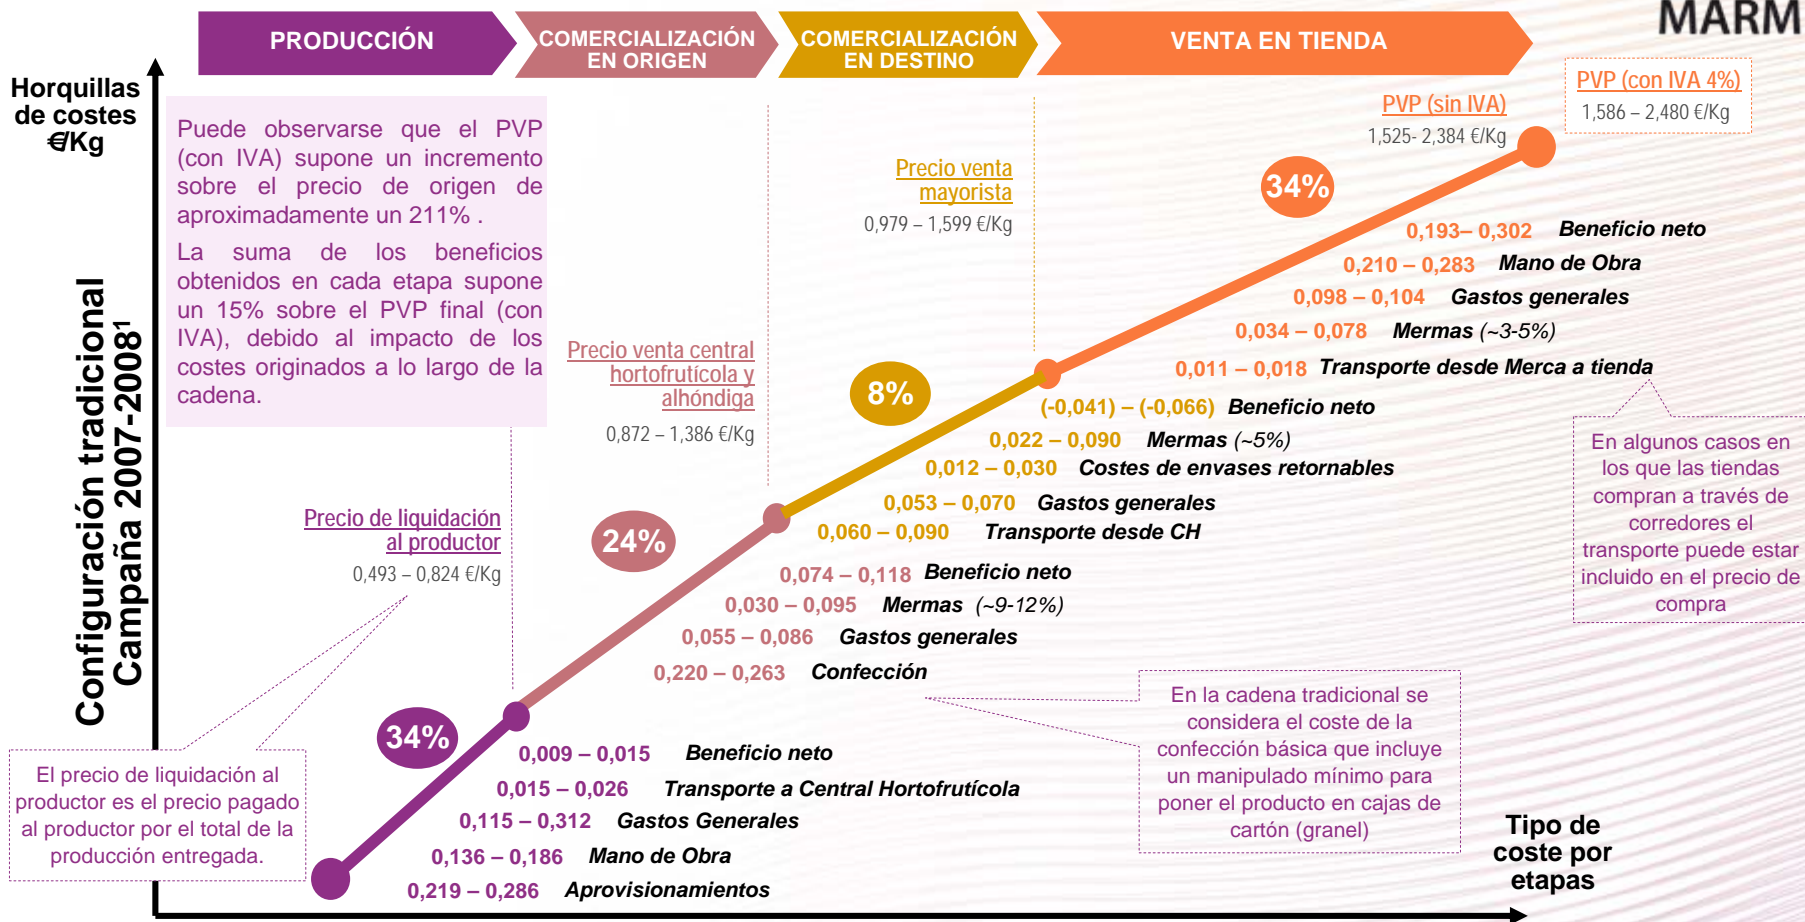 MARM
PRODUCCIÓN
COMERCIALIZACIÓN
EN ORIGEN
COMERCIALIZACIÓN
EN DESTINO
VENTA EN TIENDA
Horquillas
de costes
€/Kg
Configuración tradicional
Campaña 2007-2008¹
Puede observarse que el PVP
(con IVA) supone un incremento
sobre el precio de origen de
aproximadamente un 211% .
La suma de los beneficios
obtenidos en cada etapa supone
un 15% sobre el PVP final (con
IVA), debido al impacto de los
costes originados a lo largo de la
cadena.
PVP (con IVA 4%)
1,586 – 2,480 €/Kg
PVP (sin IVA)
1,525- 2,384 €/Kg
Precio venta
mayorista
0,979 – 1,599 €/Kg
Precio venta central
hortofrutícola y
alhóndiga
0,872 – 1,386 €/Kg
Precio de liquidación
al productor
0,493 – 0,824 €/Kg
34%
0,193– 0,302 Beneficio neto
0,210 – 0,283 Mano de Obra
0,098 – 0,104 Gastos generales
0,034 – 0,078 Mermas (~3-5%)
0,011 – 0,018 Transporte desde Merca a tienda
8%
(-0,041) – (-0,066) Beneficio neto
0,022 – 0,090 Mermas (~5%)
0,012 – 0,030 Costes de envases retornables
0,053 – 0,070 Gastos generales
0,060 – 0,090 Transporte desde CH
24%
0,074 – 0,118 Beneficio neto
0,030 – 0,095 Mermas (~9-12%)
0,055 – 0,086 Gastos generales
0,220 – 0,263 Confección
34%
0,009 – 0,015 Beneficio neto
0,015 – 0,026 Transporte a Central Hortofrutícola
0,115 – 0,312 Gastos Generales
0,136 – 0,186 Mano de Obra
0,219 – 0,286 Aprovisionamientos
En algunos casos en
los que las tiendas
compran a través de
corredores el
transporte puede estar
incluido en el precio de
compra
En la cadena tradicional se
considera el coste de la
confección básica que incluye
un manipulado mínimo para
poner el producto en cajas de
cartón (granel)
El precio de liquidación al
productor es el precio pagado
al productor por el total de la
producción entregada.
Tipo de
coste por
etapas